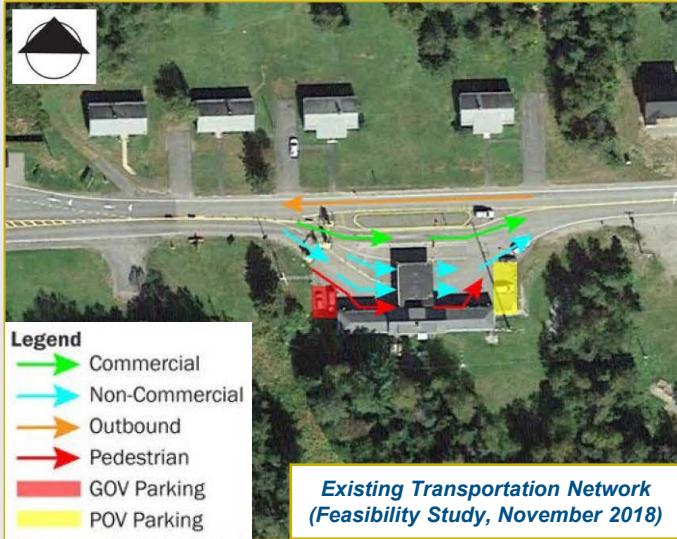 Legend
Commercial
Non-Commercial
Outbound
Pedestrian
GOV Parking
POV Parking
Existing Transportation Network
(Feasibility Study, November 2018)